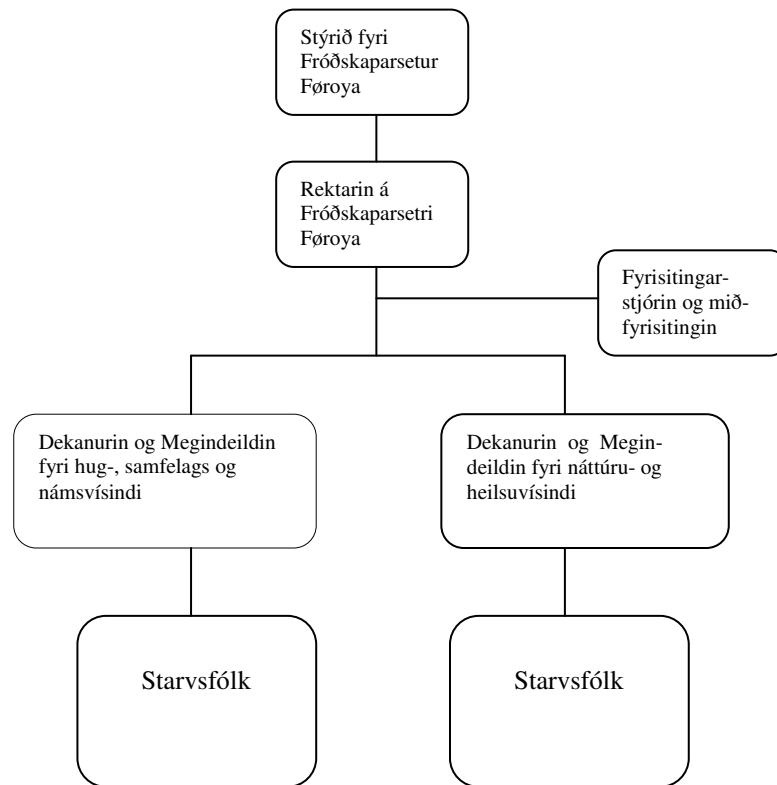 Stýrið fyri
Fróðskaparsetur
Føroya
Rektarin á
Fróðskaparsetri
Føroya
Fyrisitingar-
stjórin og mið-
fyrisitingin
Dekanurin og Megindeildin
fyri hug-, samfelags og
námsvísindi
Dekanurin og Megin-
deildin fyri náttúru- og
heilsuvísindi
Starvsfólk
Starvsfólk